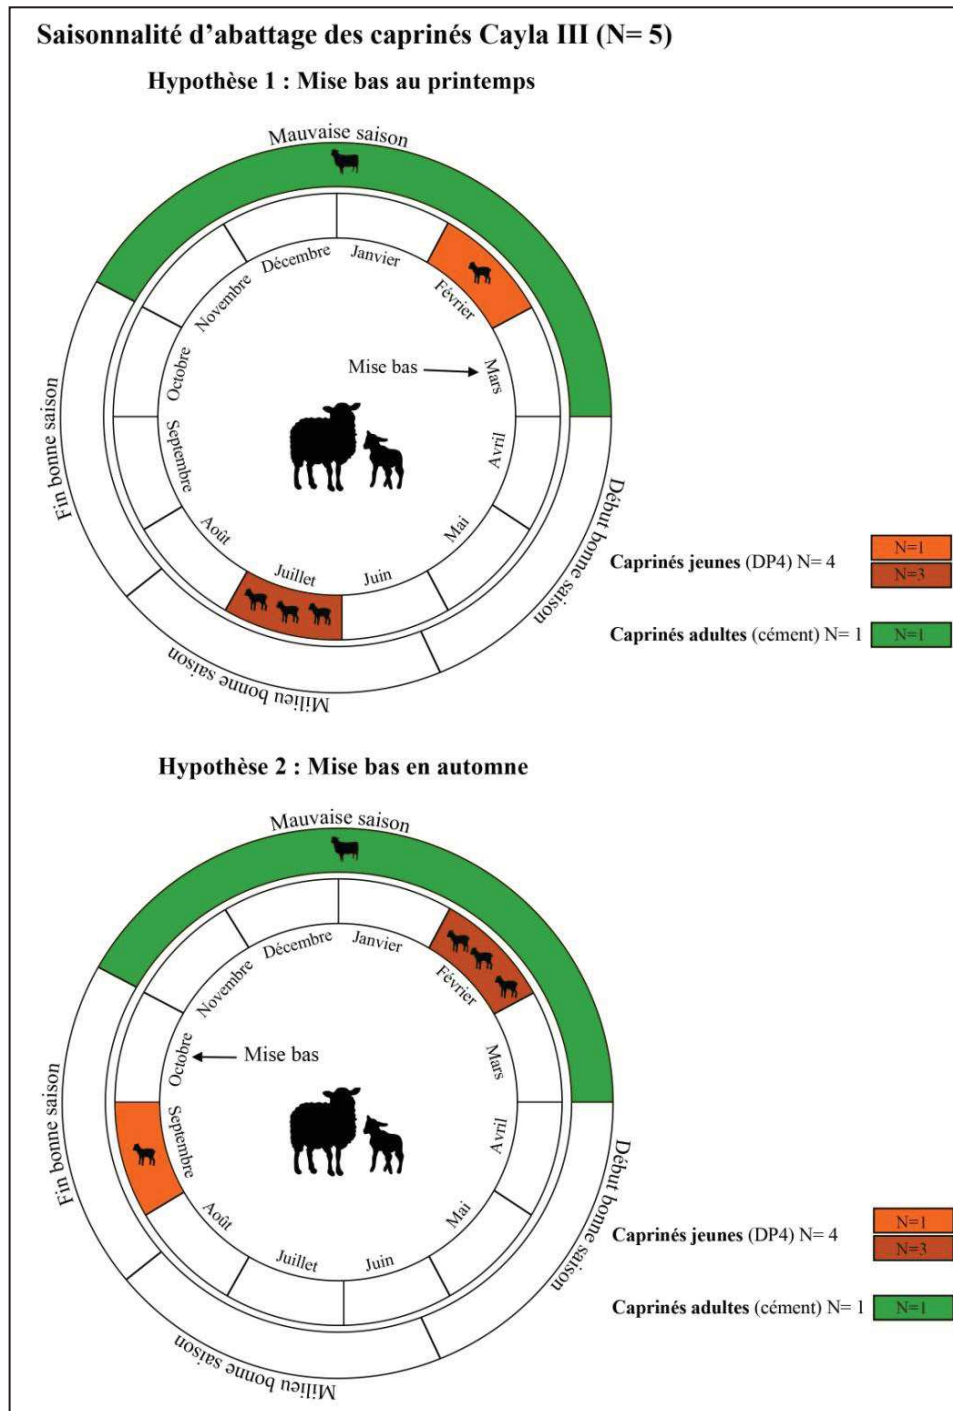 Saisonnalité d'abattage des caprinés Cayla III (N= 5)
Hypothèse 1 : Mise bas au printemps
Mauvaise saison
Janvier
Février
Mars
Avril
Mai
Juin
Juillet
Août
Septembre
Octobre
Novembre
Décembre
Mise bas
Début bonne saison
Milieu bonne saison
Fin bonne saison
Caprinés jeunes (DP4) N= 4
N=1
N=3
Caprinés adultes (cément) N= 1
N=1
Hypothèse 2 : Mise bas en automne
Mauvaise saison
Janvier
Février
Mars
Avril
Mai
Juin
Juillet
Août
Septembre
Octobre
Novembre
Décembre
Mise bas
Début bonne saison
Milieu bonne saison
Fin bonne saison
Caprinés jeunes (DP4) N= 4
N=1
N=3
Caprinés adultes (cément) N= 1
N=1